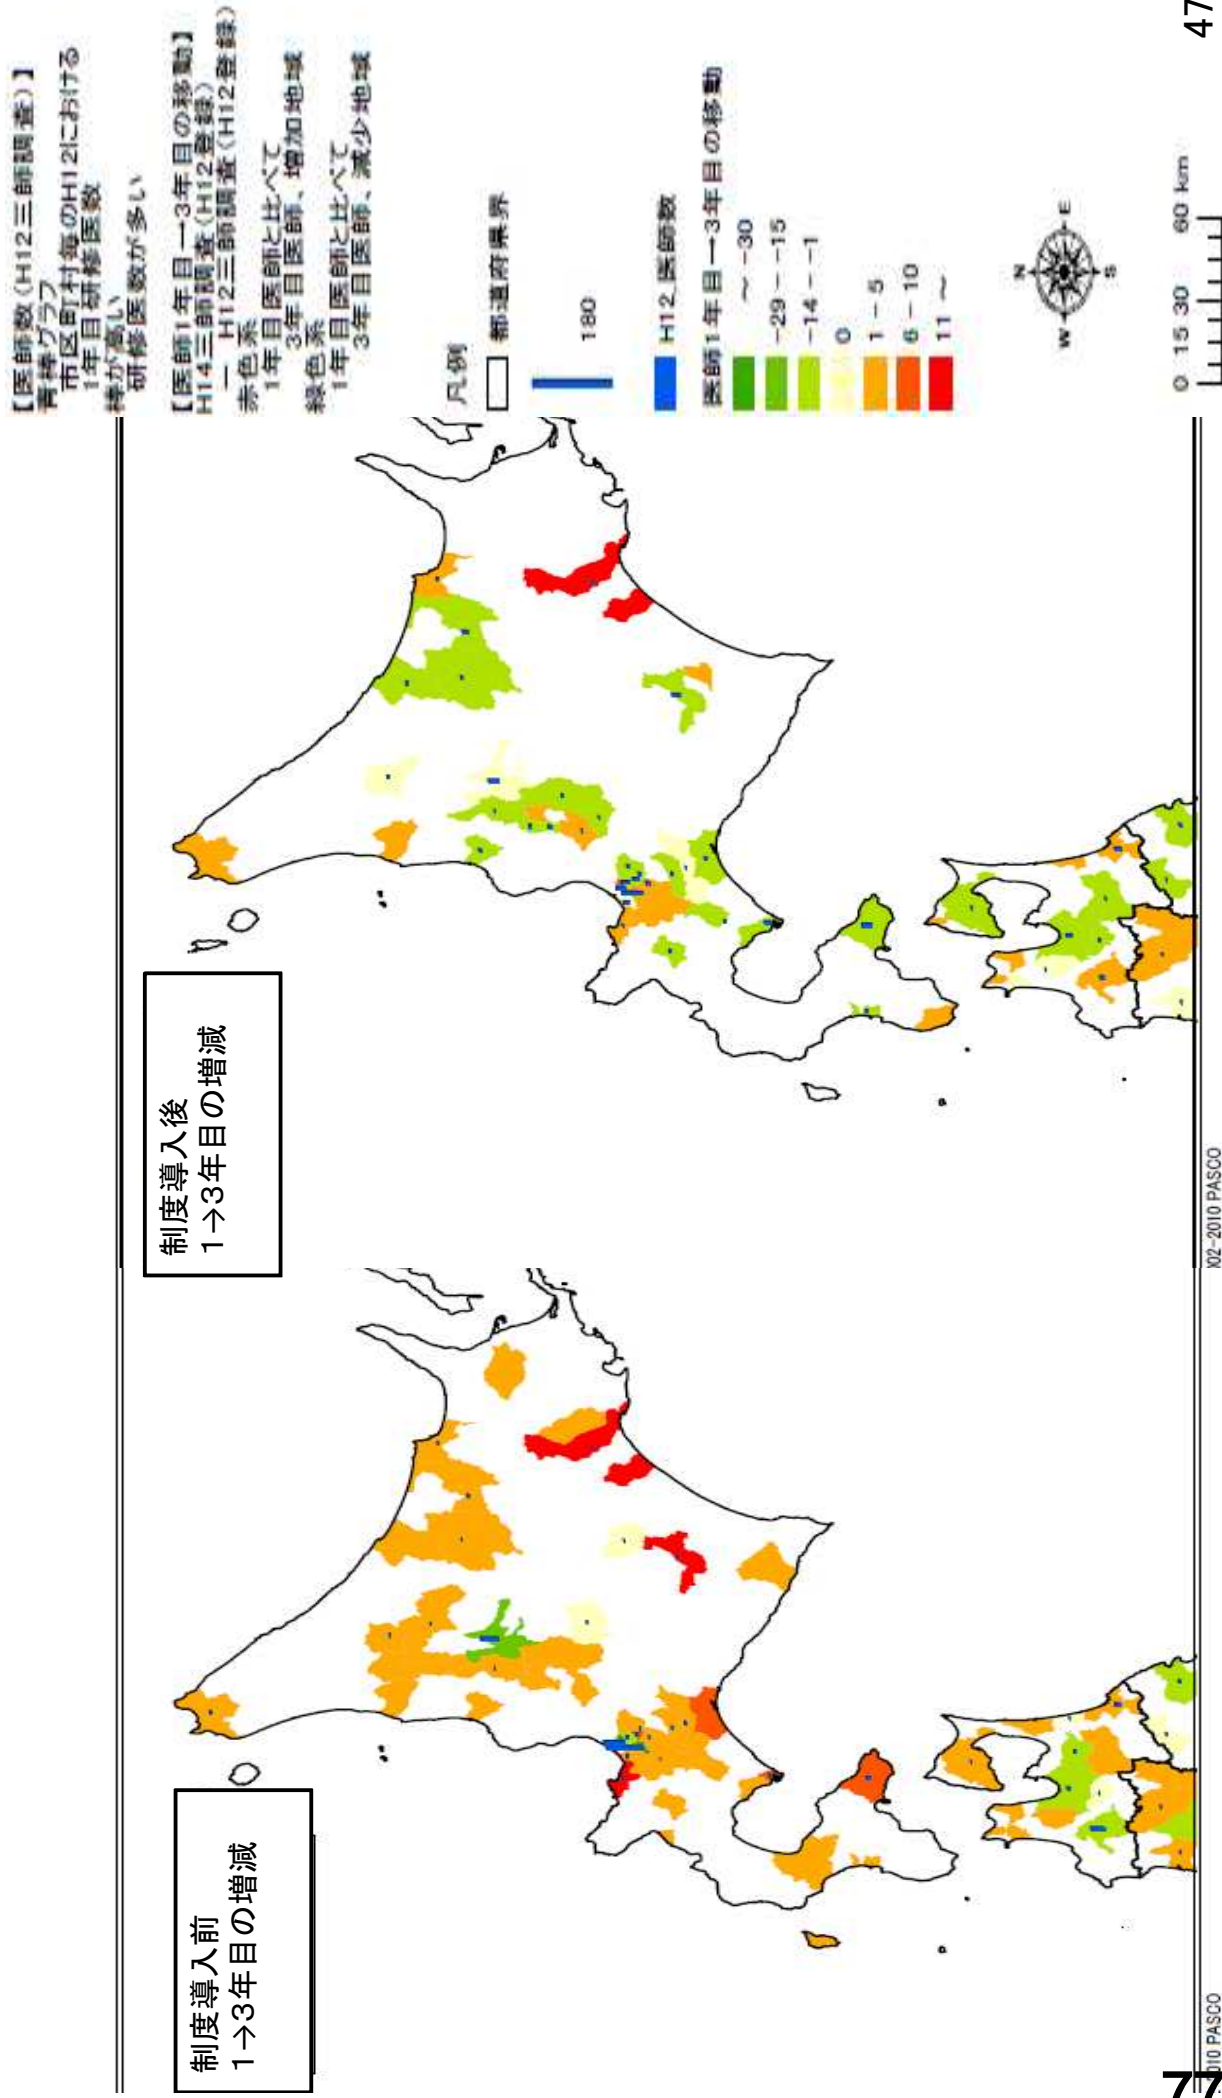 制度導入前
1→3年目の増減
制度導入後
1→3年目の増減
【医師数(H12三師調査)】
青棒グラフ
市区町村毎のH12における
1年目研修医数
棒が高い
研修医数が多い
【医師1年目→3年目の移動】
H14三師調査(H12登録)
－ H12三師調査(H12登録)
赤色系
1年目医師と比べて
3年目医師、増加地域
緑色系
1年目医師と比べて
3年目医師、減少地域
凡例
都道府県界
180
H12_医師数
医師1年目→3年目の移動
～ -30
-29 - -15
-14 - -1
0
1 - 5
6 - 10
11 ～
N
W
E
S
0 15 30 60 km
010 PASCO
02-2010 PASCO
47
77